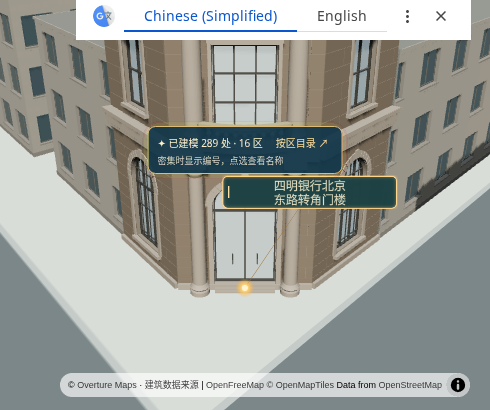 Chinese (Simplified) English
✦ 已建模 289 处 · 16 区 按区目录 ↗
密集时显示编号，点选查看名称
四明银行北京
东路转角门楼
© Overture Maps · 建筑数据来源 | OpenFreeMap © OpenMapTiles Data from OpenStreetMap